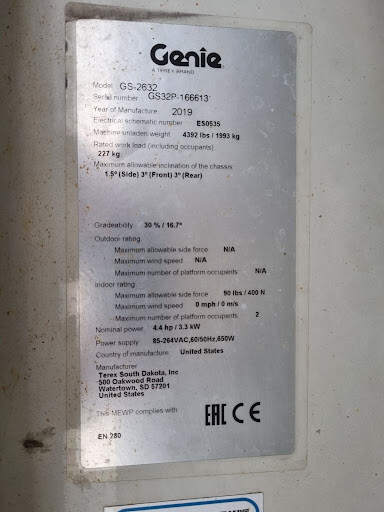 Genie
A TEREX BRAND
Model GS-2632
Serial number GS32P-166613
Year of Manufacture 2019
Electrical schematic number ES0535
Machine unladen weight 4392 lbs / 1993 kg
Rated work load (including occupants)
227 kg
Maximum allowable inclination of the chassis
1.5º (Side) 3º (Front) 3º (Rear)
Gradeability 30 % / 16.7º
Outdoor rating
Maximum allowable side force N/A
Maximum wind speed N/A
Maximum number of platform occupants N/A
Indoor rating
Maximum allowable side force 90 lbs / 400 N
Maximum wind speed 0 mph / 0 m/s
Maximum number of platform occupants 2
Nominal power 4.4 hp / 3.3 kW
Power supply 85-264VAC,60/50Hz,650W
Country of manufacture United States
Manufacturer
Terex South Dakota, Inc
500 Oakwood Road
Watertown, SD 57201
United States
This MEWP complies with EAC CE
EN 280